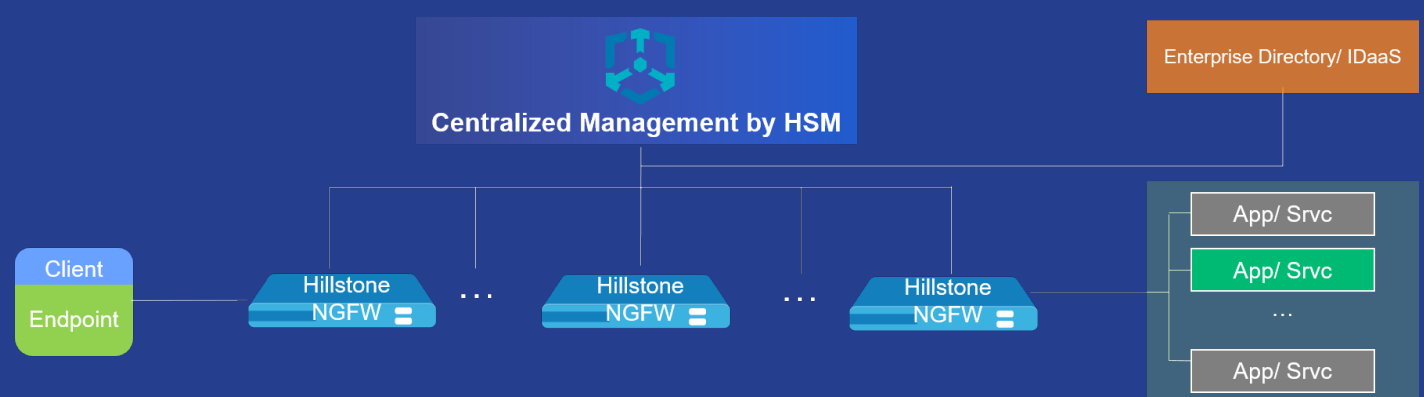 Centralized Management by HSM
Enterprise Directory/ IDaaS
Client
Endpoint
Hillstone
NGFW
...
Hillstone
NGFW
...
Hillstone
NGFW
App/ Srvc
App/ Srvc
...
App/ Srvc